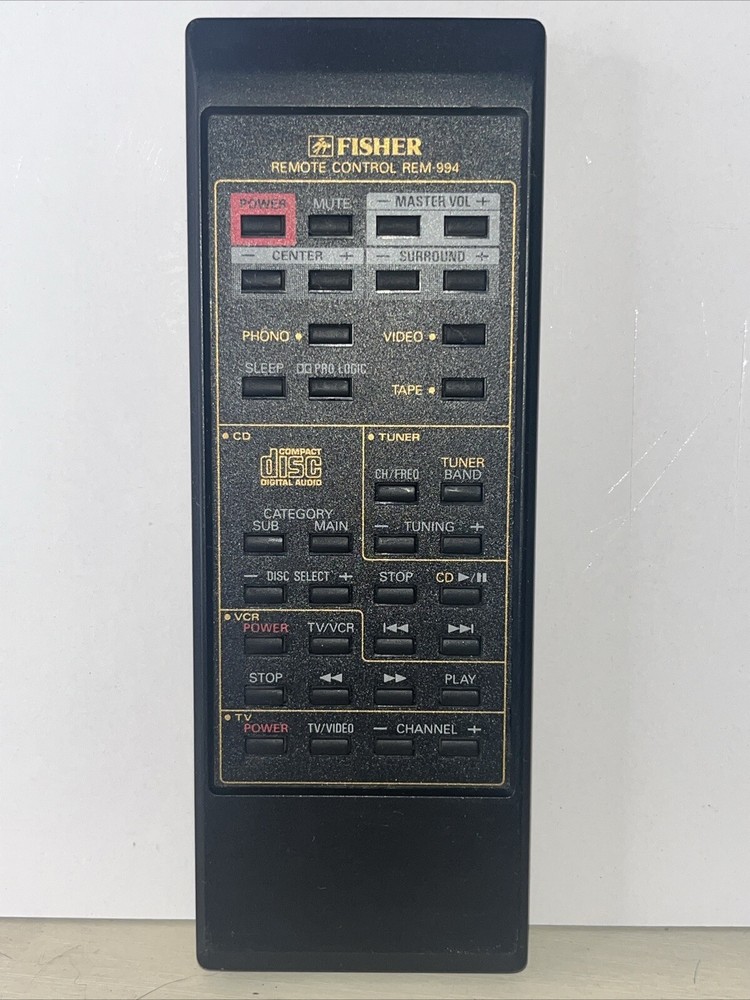 FISHER
REMOTE CONTROL REM-994
POWER MUTE − MASTER VOL +
− CENTER + − SURROUND +
PHONO • VIDEO •
SLEEP PRO LOGIC
TAPE •
• CD • TUNER
COMPACT
disc
DIGITAL AUDIO
TUNER
CH/FREQ BAND
CATEGORY
SUB MAIN − TUNING +
− DISC SELECT + STOP CD ▶/⏸
• VCR
POWER TV/VCR ⏮ ⏭
STOP ◀◀ ▶▶ PLAY
• TV
POWER TV/VIDEO − CHANNEL +